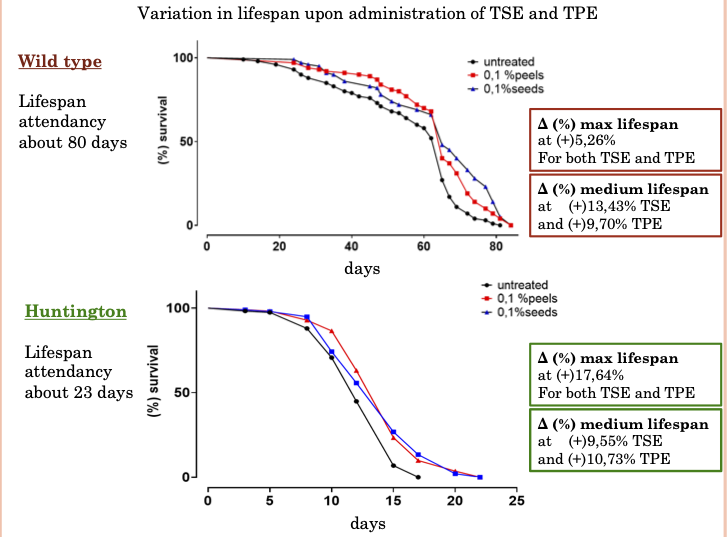 Variation in lifespan upon administration of TSE and TPE
Wild type
Lifespan
attendancy
about 80 days
(%) survival
100
50
0
0
20
40
60
80
days
untreated
0,1 %peels
0,1%seeds
Δ (%) max lifespan
at (+)5,26%
For both TSE and TPE
Δ (%) medium lifespan
at (+)13,43% TSE
and (+)9,70% TPE
Huntington
Lifespan
attendancy
about 23 days
(%) survival
100
50
0
0
5
10
15
20
25
days
untreated
0,1 %peels
0,1%seeds
Δ (%) max lifespan
at (+)17,64%
For both TSE and TPE
Δ (%) medium lifespan
at (+)9,55% TSE
and (+)10,73% TPE